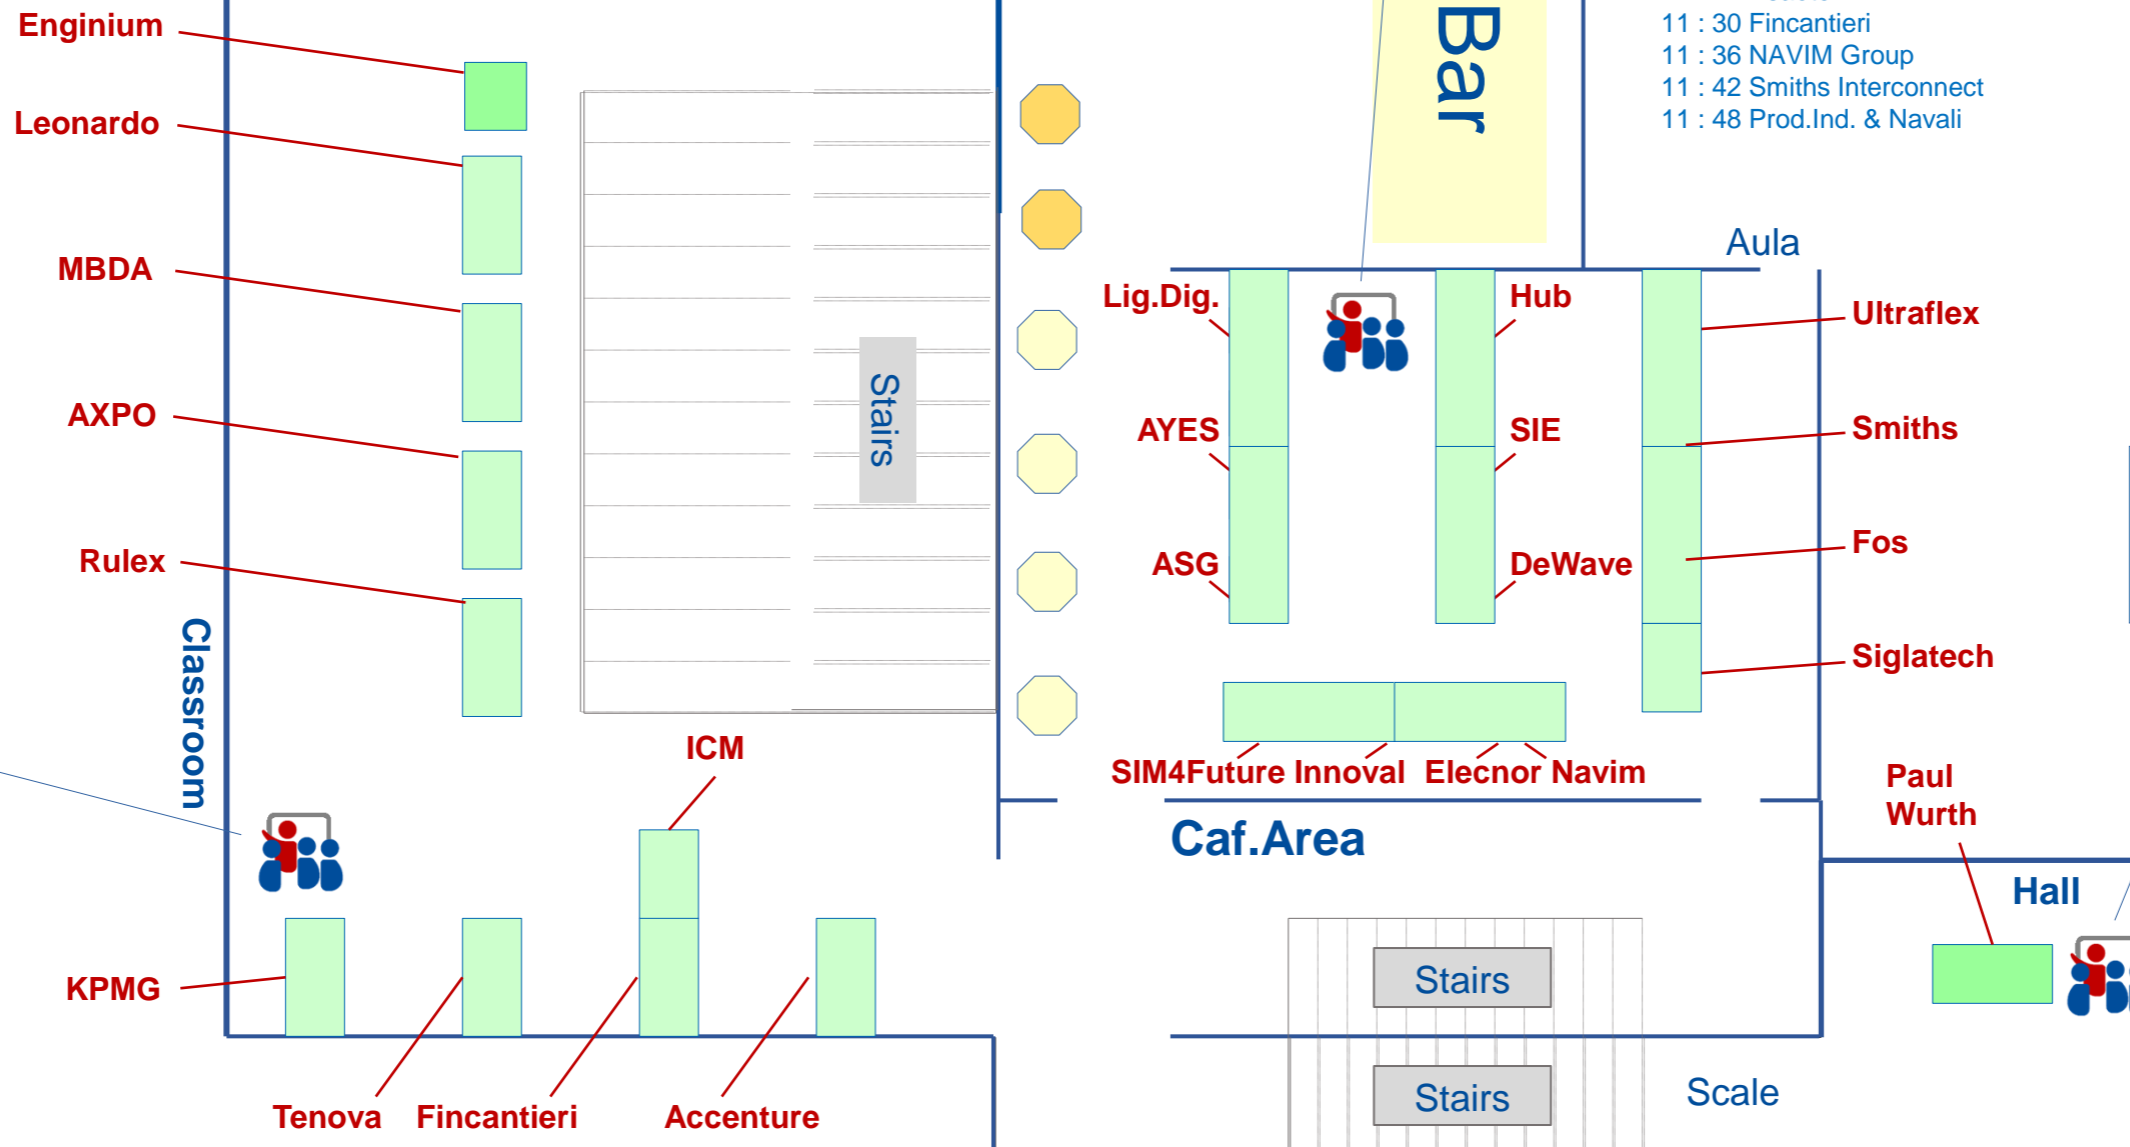 Enginium
Leonardo
MBDA
AXPO
Rulex
Classroom
ICM
KPMG
Tenova
Fincantieri
Accenture
Stairs
Bar
11 : 30 Fincantieri
11 : 36 NAVIM Group
11 : 42 Smiths Interconnect
11 : 48 Prod.Ind. & Navali
Aula
Lig.Dig.
Hub
Ultraflex
AYES
SIE
Smiths
ASG
DeWave
Fos
Siglatech
SIM4Future Innoval Elecnor Navim
Caf.Area
Paul
Wurth
Hall
Stairs
Stairs
Scale